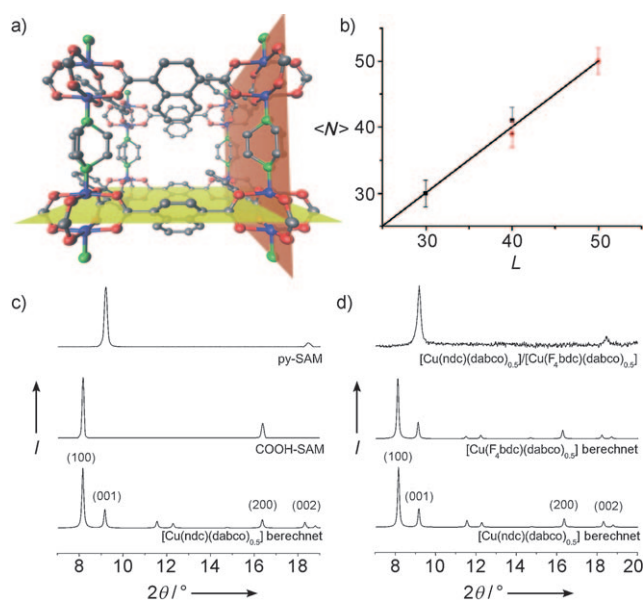 a)
b)
50
40
<N>
30
30 40 50
L
c)
d)
py-SAM
[Cu(ndc)(dabco)0.5]/[Cu(F4bdc)(dabco)0.5]
I
I
COOH-SAM
[Cu(F4bdc)(dabco)0.5] berechnet
(100)
(001)
(200)
(002)
[Cu(ndc)(dabco)0.5] berechnet
(100)
(001)
(200)
(002)
[Cu(ndc)(dabco)0.5] berechnet
8 10 12 14 16 18
2θ/°
8 10 12 14 16 18 20
2θ/°